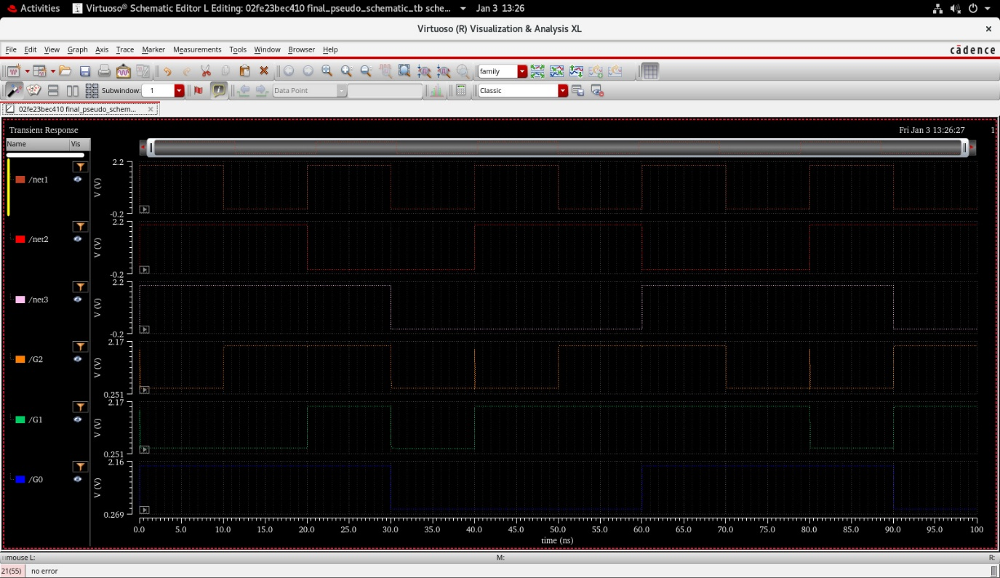 Activities Virtuoso® Schematic Editor L Editing: 02fe23bec410 final_pseudo_schematic_tb sche... Jan 3 13:26
Virtuoso (R) Visualization & Analysis XL ×
File Edit View Graph Axis Trace Marker Measurements Tools Window Browser Help cādence
family
Subwindow: 1 Data Point Classic
02fe23bec410 final_pseudo_schem... ×
Transient Response Fri Jan 3 13:26:27 1
Name Vis
2.2
/net1 V (V)
-0.2
2.2
/net2 V (V)
-0.2
2.2
/net3 V (V)
-0.2
2.17
/G2 V (V)
0.251
2.17
/G1 V (V)
0.251
2.16
/G0 V (V)
0.269
0.0 5.0 10.0 15.0 20.0 25.0 30.0 35.0 40.0 45.0 50.0 55.0 60.0 65.0 70.0 75.0 80.0 85.0 90.0 95.0 100
time (ns)
mouse L: M: R:
21(55) no error